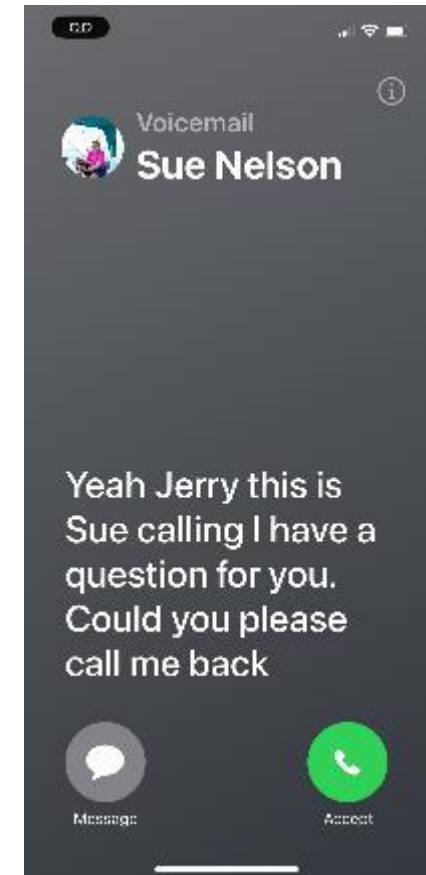 Voicemail
Sue Nelson
Yeah Jerry this is
Sue calling I have a
question for you.
Could you please
call me back
Message
Accept